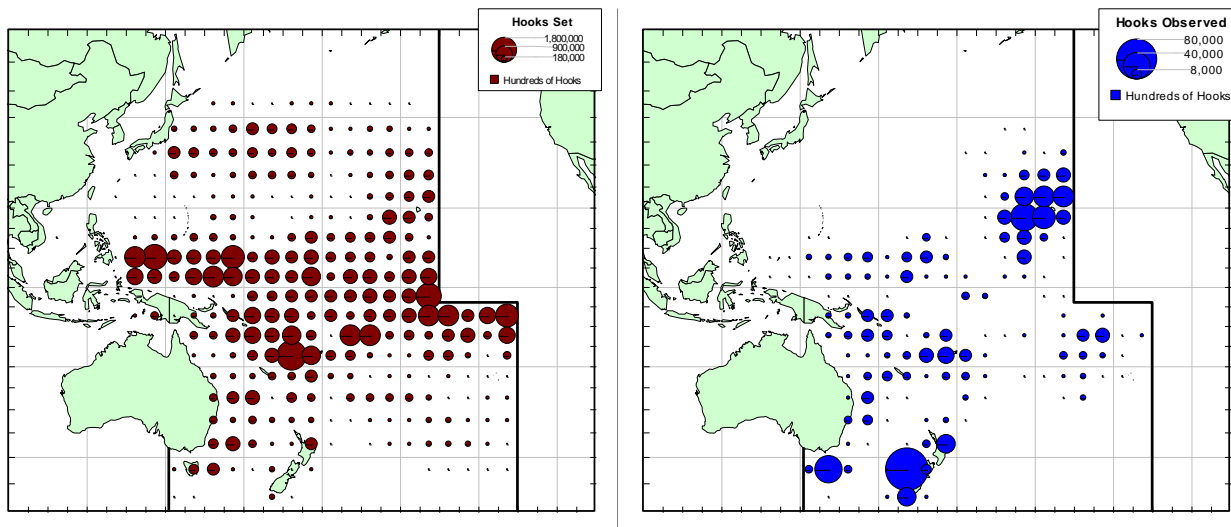 Hooks Set
1,800,000
900,000
180,000
Hundreds of Hooks
Hooks Observed
80,000
40,000
8,000
Hundreds of Hooks